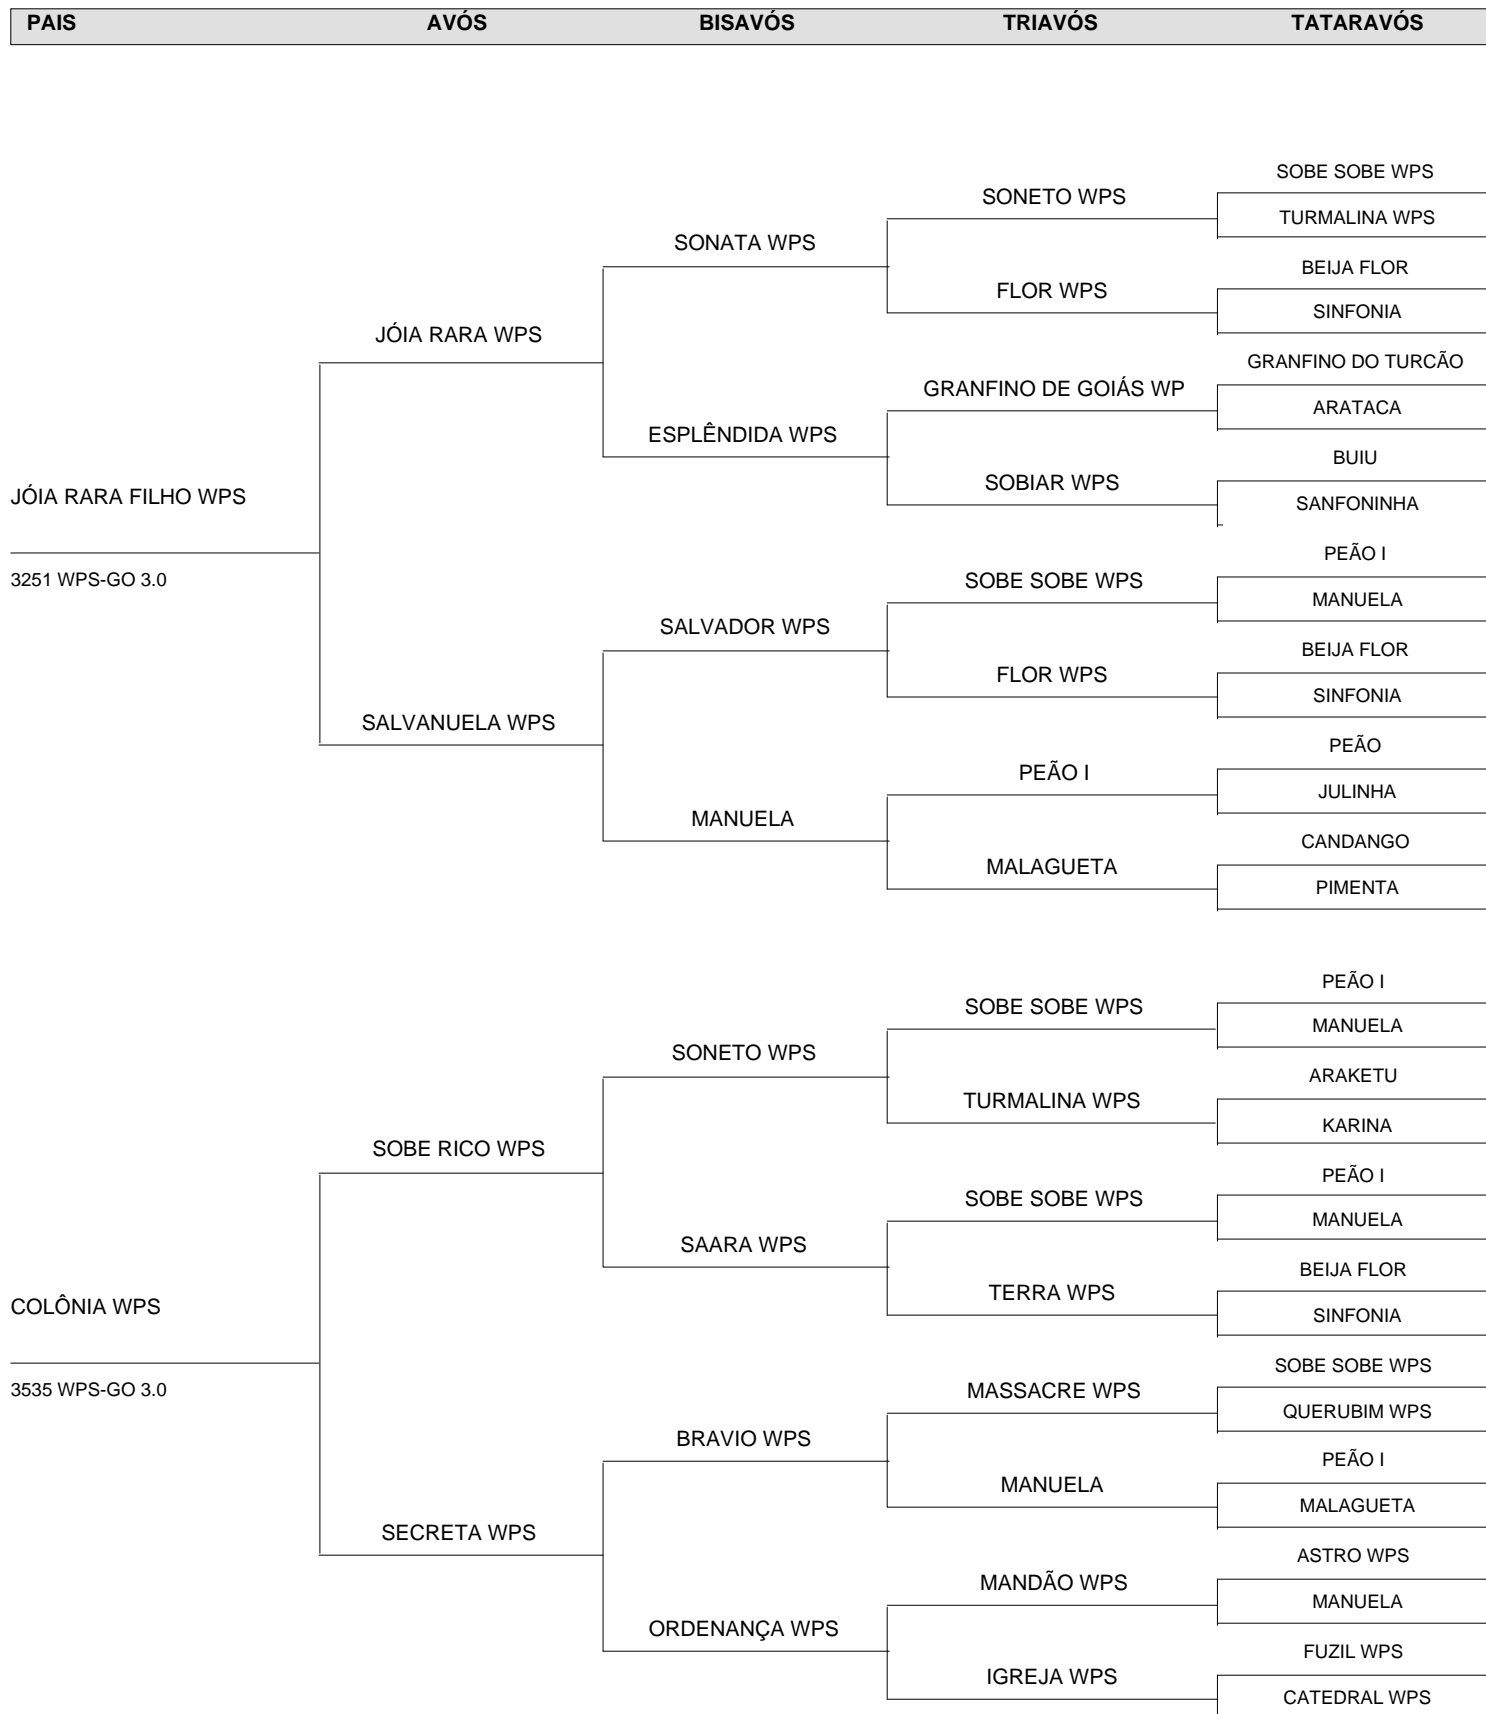 PAIS AVÓS BISAVÓS TRIAVÓS TATARAVÓS
SOBE SOBE WPS
SONETO WPS
TURMALINA WPS
SONATA WPS
BEIJA FLOR
FLOR WPS
SINFONIA
JÓIA RARA WPS
GRANFINO DO TURCÃO
GRANFINO DE GOIÁS WP
ARATACA
ESPLÊNDIDA WPS
BUIU
SOBIAR WPS
SANFONINHA
JÓIA RARA FILHO WPS
3251 WPS-GO 3.0
PEÃO I
SOBE SOBE WPS
MANUELA
SALVADOR WPS
BEIJA FLOR
FLOR WPS
SINFONIA
SALVANUELA WPS
PEÃO
PEÃO I
JULINHA
MANUELA
CANDANGO
MALAGUETA
PIMENTA
PEÃO I
SOBE SOBE WPS
MANUELA
SONETO WPS
ARAKETU
TURMALINA WPS
KARINA
SOBE RICO WPS
PEÃO I
SOBE SOBE WPS
MANUELA
SAARA WPS
BEIJA FLOR
TERRA WPS
SINFONIA
COLÔNIA WPS
3535 WPS-GO 3.0
SOBE SOBE WPS
MASSACRE WPS
QUERUBIM WPS
BRAVIO WPS
PEÃO I
MANUELA
MALAGUETA
SECRETA WPS
ASTRO WPS
MANDÃO WPS
MANUELA
ORDENANÇA WPS
FUZIL WPS
IGREJA WPS
CATEDRAL WPS